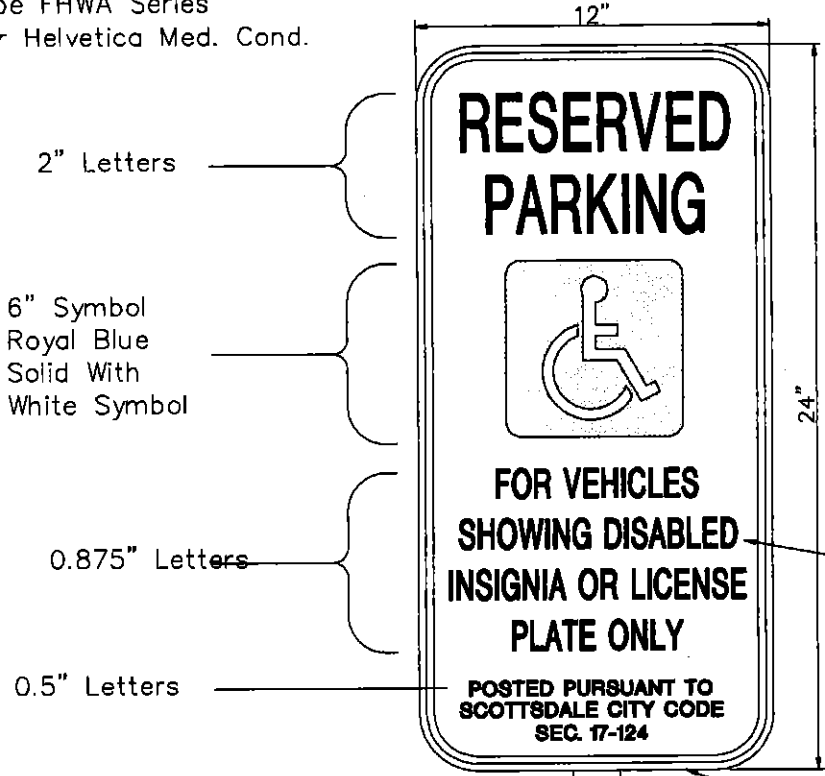 FHWA Series
Helvetica Med. Cond.
12"
RESERVED
PARKING
2" Letters
6" Symbol
Royal Blue
Solid With
White Symbol
24"
FOR VEHICLES
SHOWING DISABLED
INSIGNIA OR LICENSE
PLATE ONLY
0.875" Letters
0.5" Letters
POSTED PURSUANT TO
SCOTTSDALE CITY CODE
SEC. 17-124